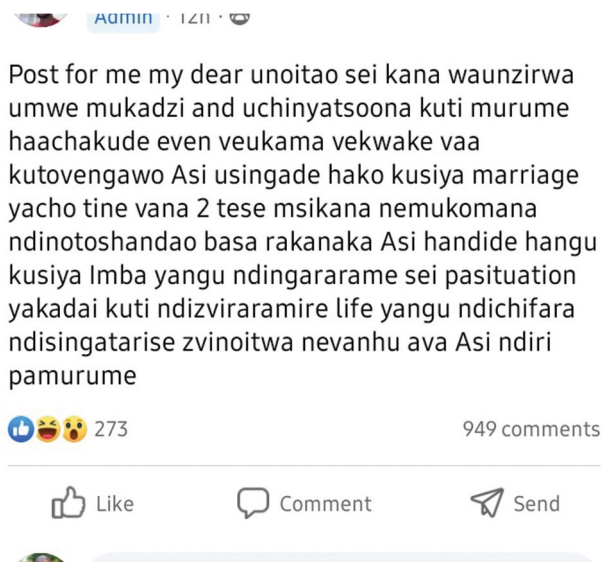 Admin · 12h ·
Post for me my dear unoitao sei kana waunzirwa
umwe mukadzi and uchinyatsoona kuti murume
haachakude even veukama vekwake vaa
kutovengawo Asi usingade hako kusiya marriage
yacho tine vana 2 tese msikana nemukomana
ndinotoshandao basa rakanaka Asi handide hangu
kusiya Imba yangu ndingararame sei pasituation
yakadai kuti ndizviraramire life yangu ndichifara
ndisingatarise zvinoitwa nevanhu ava Asi ndiri
pamurume
273 949 comments
Like Comment Send